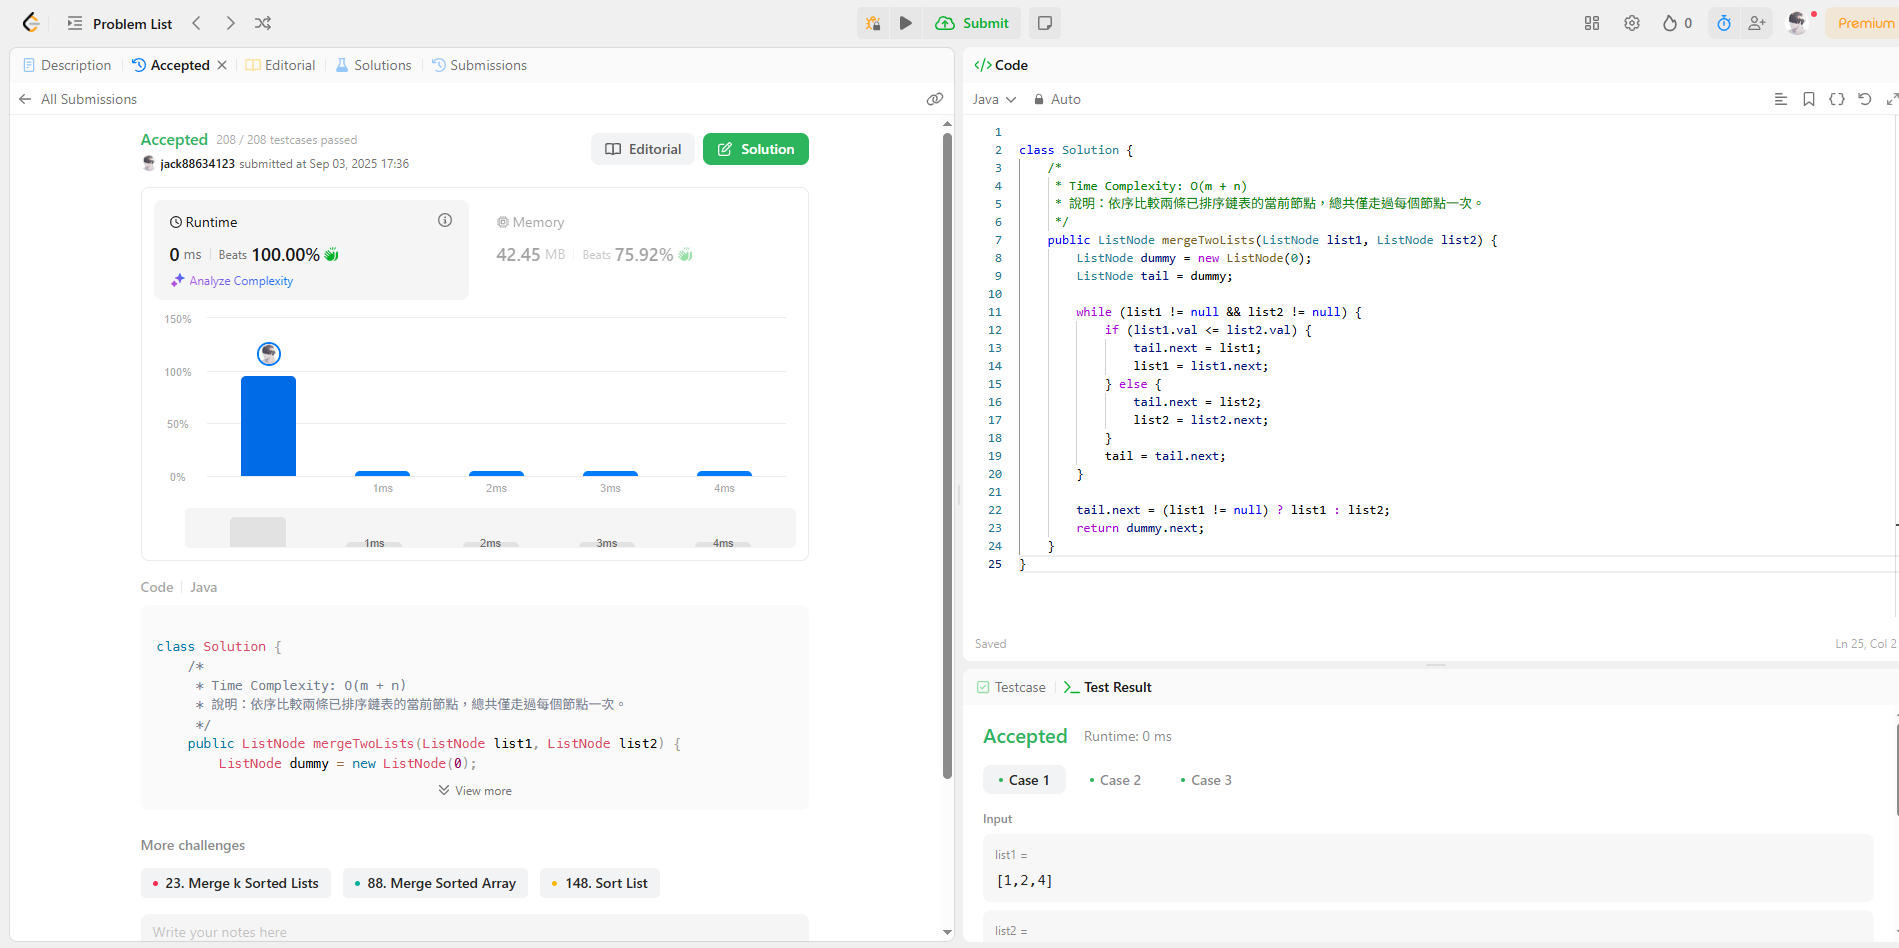 Problem List
Submit
0
Premium
Description
Accepted
Editorial
Solutions
Submissions
All Submissions
Accepted 208 / 208 testcases passed
jack88634123 submitted at Sep 03, 2025 17:36
Editorial
Solution
Runtime
0 ms Beats 100.00%
Analyze Complexity
Memory
42.45 MB Beats 75.92%
150%
100%
50%
0%
1ms 2ms 3ms 4ms
1ms 2ms 3ms 4ms
Code Java
class Solution {
/*
* Time Complexity: O(m + n)
* 說明：依序比較兩條已排序鏈表的當前節點，總共僅走過每個節點一次。
*/
public ListNode mergeTwoLists(ListNode list1, ListNode list2) {
ListNode dummy = new ListNode(0);
View more
More challenges
23. Merge k Sorted Lists
88. Merge Sorted Array
148. Sort List
Write your notes here
</> Code
Java Auto
1
2 class Solution {
3 /*
4 * Time Complexity: O(m + n)
5 * 說明：依序比較兩條已排序鏈表的當前節點，總共僅走過每個節點一次。
6 */
7 public ListNode mergeTwoLists(ListNode list1, ListNode list2) {
8 ListNode dummy = new ListNode(0);
9 ListNode tail = dummy;
10
11 while (list1 != null && list2 != null) {
12 if (list1.val <= list2.val) {
13 tail.next = list1;
14 list1 = list1.next;
15 } else {
16 tail.next = list2;
17 list2 = list2.next;
18 }
19 tail = tail.next;
20 }
21
22 tail.next = (list1 != null) ? list1 : list2;
23 return dummy.next;
24 }
25 }
Saved
Ln 25, Col 2
Testcase
Test Result
Accepted Runtime: 0 ms
Case 1
Case 2
Case 3
Input
list1 =
[1,2,4]
list2 =